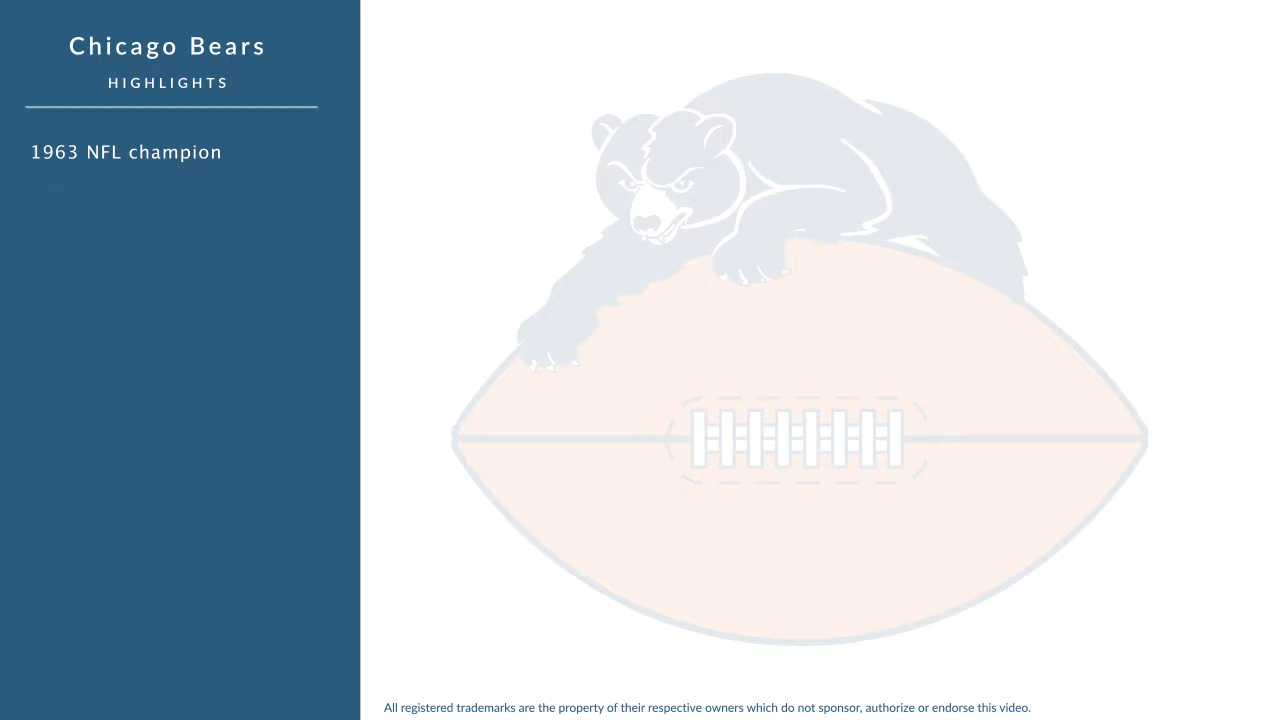 Chicago Bears
HIGHLIGHTS
1963 NFL champion
All registered trademarks are the property of their respective owners which do not sponsor, authorize or endorse this video.